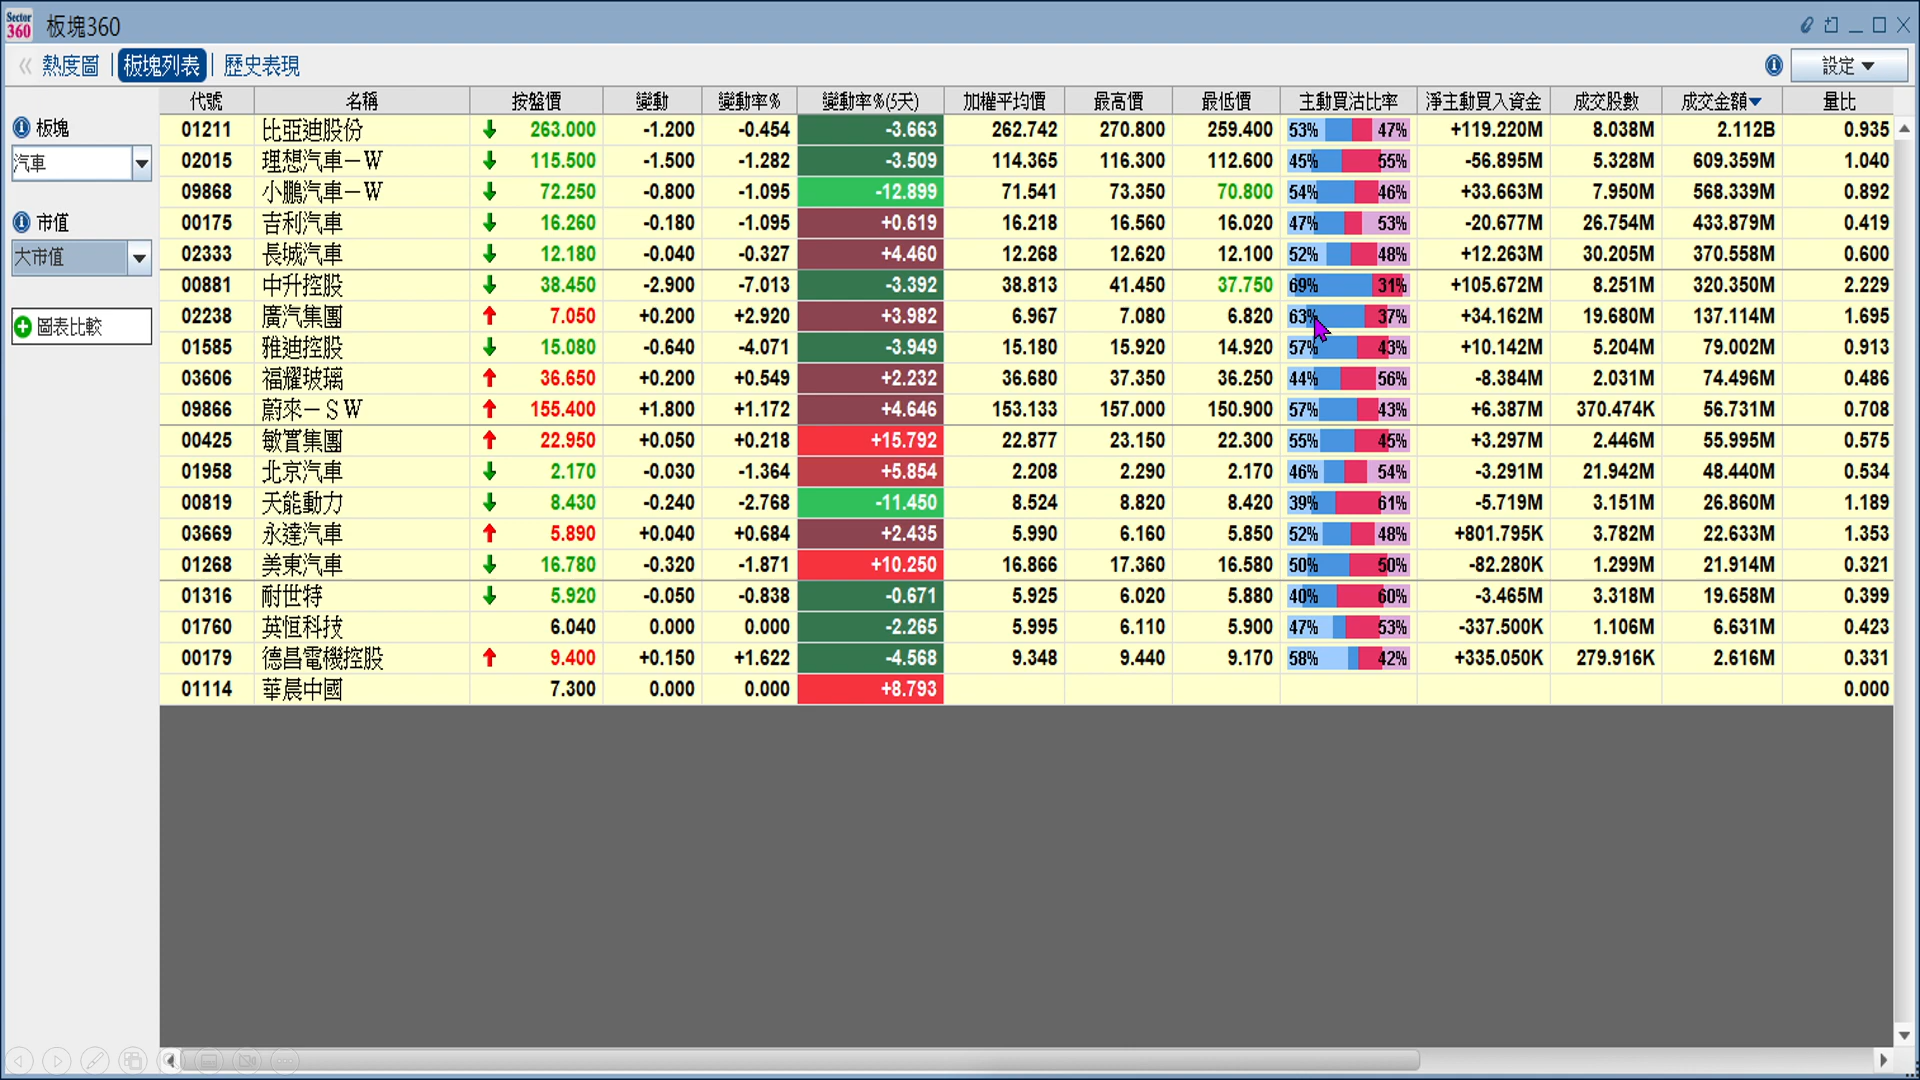 Sector 360 板塊360
熱度圖 板塊列表 歷史表現 設定
板塊
汽車
市值
大市值
圖表比較
代號 名稱 按盤價 變動 變動率% 變動率%(5天) 加權平均價 最高價 最低價 主動買沽比率 淨主動買入資金 成交股數 成交金額 量比
01211 比亞迪股份 263.000 -1.200 -0.454 -3.663 262.742 270.800 259.400 53% 47% +119.220M 8.038M 2.112B 0.935
02015 理想汽車－W 115.500 -1.500 -1.282 -3.509 114.365 116.300 112.600 45% 55% -56.895M 5.328M 609.359M 1.040
09868 小鵬汽車－W 72.250 -0.800 -1.095 -12.899 71.541 73.350 70.800 54% 46% +33.663M 7.950M 568.339M 0.892
00175 吉利汽車 16.260 -0.180 -1.095 +0.619 16.218 16.560 16.020 47% 53% -20.677M 26.754M 433.879M 0.419
02333 長城汽車 12.180 -0.040 -0.327 +4.460 12.268 12.620 12.100 52% 48% +12.263M 30.205M 370.558M 0.600
00881 中升控股 38.450 -2.900 -7.013 -3.392 38.813 41.450 37.750 69% 31% +105.672M 8.251M 320.350M 2.229
02238 廣汽集團 7.050 +0.200 +2.920 +3.982 6.967 7.080 6.820 63% 37% +34.162M 19.680M 137.114M 1.695
01585 雅迪控股 15.080 -0.640 -4.071 -3.949 15.180 15.920 14.920 57% 43% +10.142M 5.204M 79.002M 0.913
03606 福耀玻璃 36.650 +0.200 +0.549 +2.232 36.680 37.350 36.250 44% 56% -8.384M 2.031M 74.496M 0.486
09866 蔚來－ＳＷ 155.400 +1.800 +1.172 +4.646 153.133 157.000 150.900 57% 43% +6.387M 370.474K 56.731M 0.708
00425 敏實集團 22.950 +0.050 +0.218 +15.792 22.877 23.150 22.300 55% 45% +3.297M 2.446M 55.995M 0.575
01958 北京汽車 2.170 -0.030 -1.364 +5.854 2.208 2.290 2.170 46% 54% -3.291M 21.942M 48.440M 0.534
00819 天能動力 8.430 -0.240 -2.768 -11.450 8.524 8.820 8.420 39% 61% -5.719M 3.151M 26.860M 1.189
03669 永達汽車 5.890 +0.040 +0.684 +2.435 5.990 6.160 5.850 52% 48% +801.795K 3.782M 22.633M 1.353
01268 美東汽車 16.780 -0.320 -1.871 +10.250 16.866 17.360 16.580 50% 50% -82.280K 1.299M 21.914M 0.321
01316 耐世特 5.920 -0.050 -0.838 -0.671 5.925 6.020 5.880 40% 60% -3.465M 3.318M 19.658M 0.399
01760 英恒科技 6.040 0.000 0.000 -2.265 5.995 6.110 5.900 47% 53% -337.500K 1.106M 6.631M 0.423
00179 德昌電機控股 9.400 +0.150 +1.622 -4.568 9.348 9.440 9.170 58% 42% +335.050K 279.916K 2.616M 0.331
01114 華晨中國 7.300 0.000 0.000 +8.793 0.000